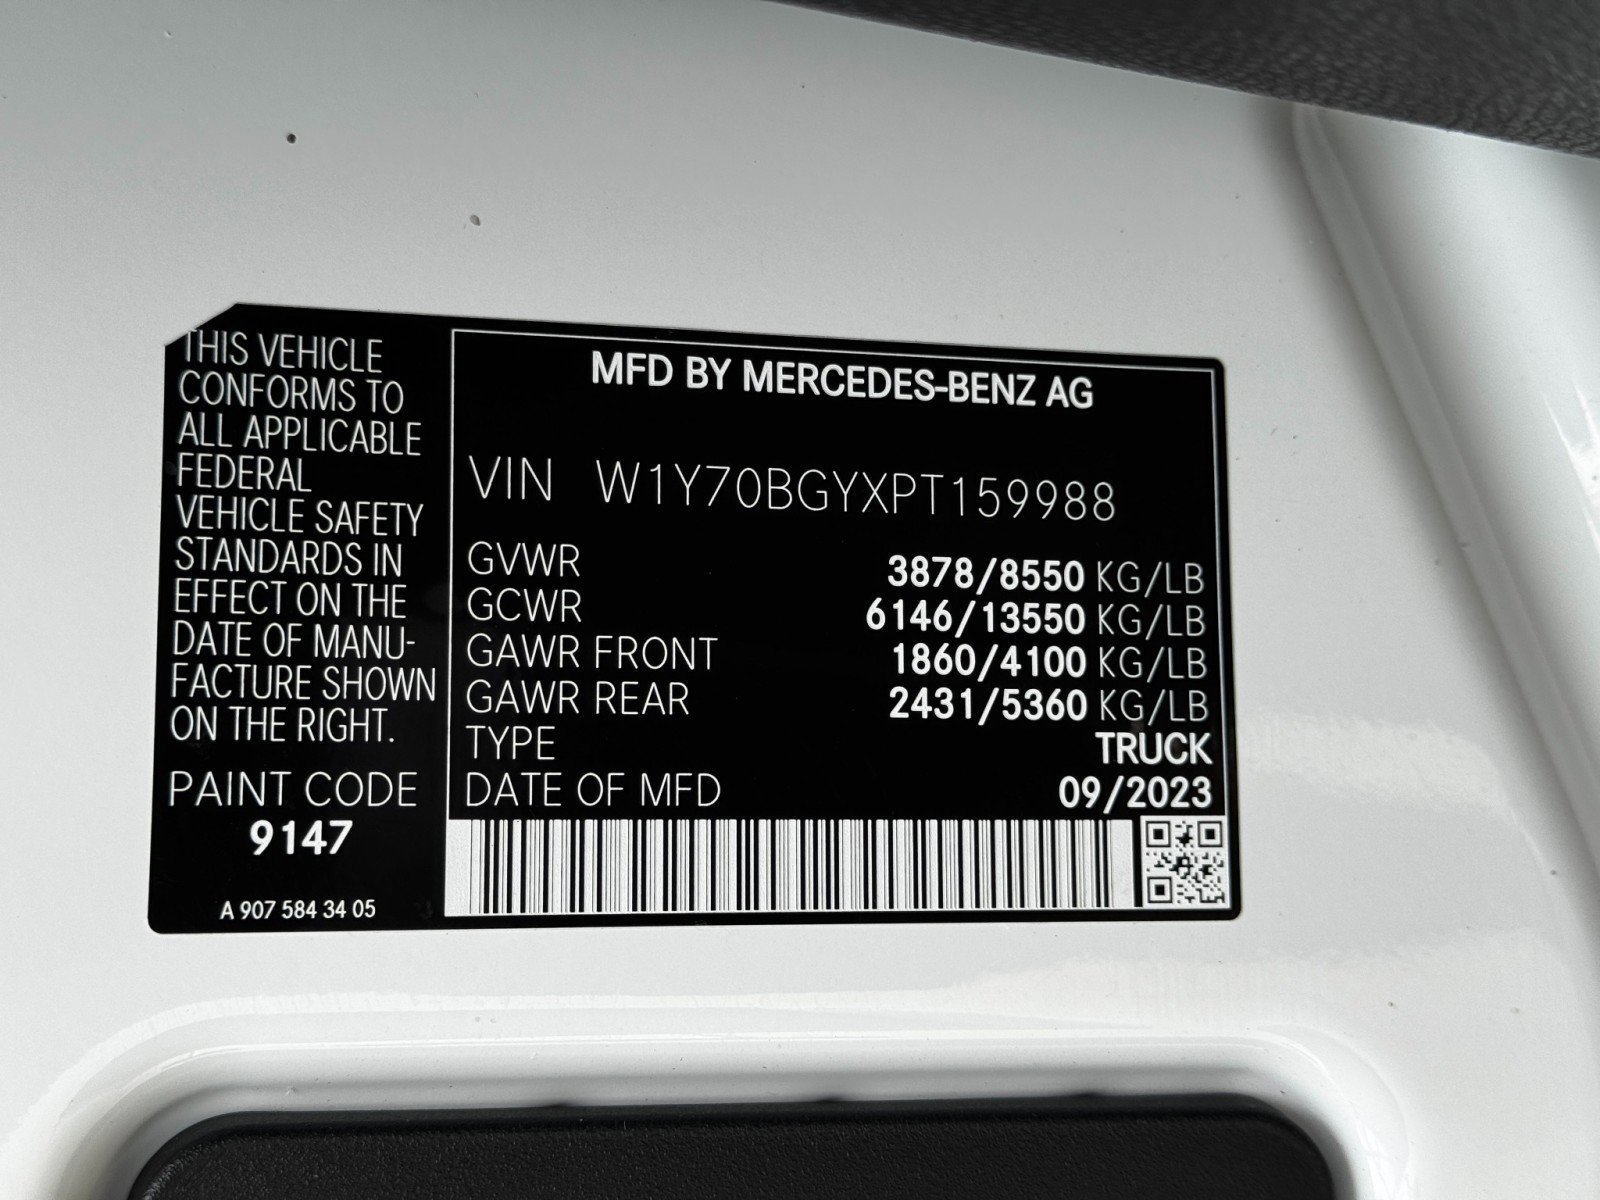 THIS VEHICLE
CONFORMS TO
ALL APPLICABLE
FEDERAL
VEHICLE SAFETY
STANDARDS IN
EFFECT ON THE
DATE OF MANU-
FACTURE SHOWN
ON THE RIGHT.
PAINT CODE
9147
A 907 584 34 05
MFD BY MERCEDES-BENZ AG
VIN W1Y70BGYXPT159988
GVWR 3878/8550 KG/LB
GCWR 6146/13550 KG/LB
GAWR FRONT 1860/4100 KG/LB
GAWR REAR 2431/5360 KG/LB
TYPE TRUCK
DATE OF MFD 09/2023